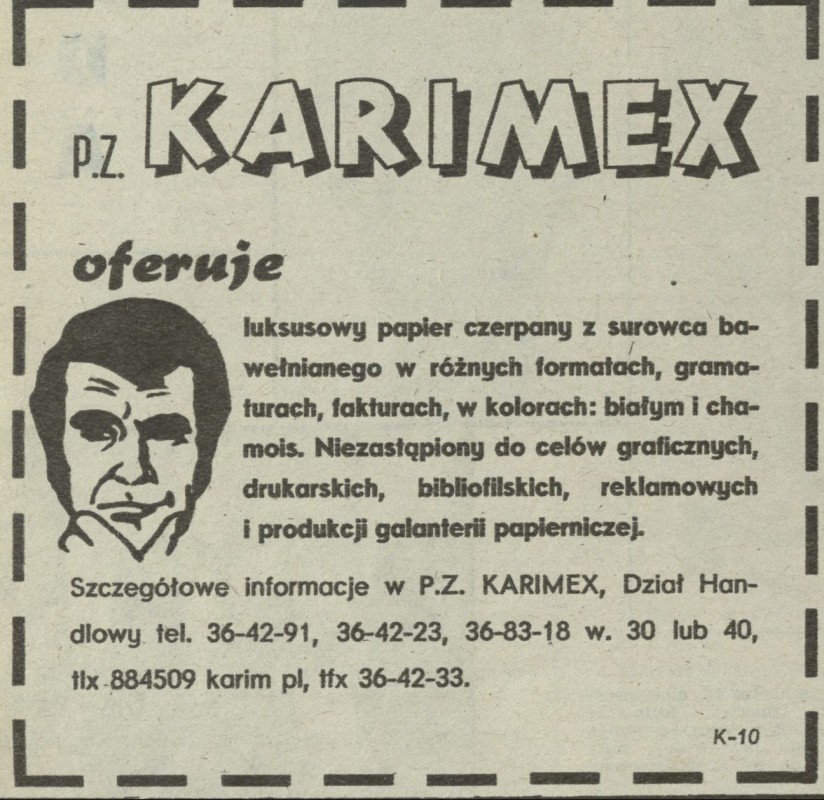 P.Z. KARIMEX
oferuje
luksusowy papier czerpany z surowca ba-
wełnianego w różnych formatach, grama-
turach, fakturach, w kolorach: białym i cha-
mois. Niezastąpiony do celów graficznych,
drukarskich, bibliofilskich, reklamowych
i produkcji galanterii papierniczej.
Szczegółowe informacje w P.Z. KARIMEX, Dział Han-
dlowy tel. 36-42-91, 36-42-23, 36-83-18 w. 30 lub 40,
tlx 884509 karim pl, tfx 36-42-33.
K-10